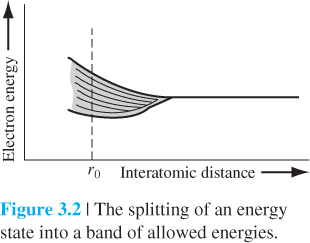 Electron energy
r0
Interatomic distance
Figure 3.2 | The splitting of an energy
state into a band of allowed energies.